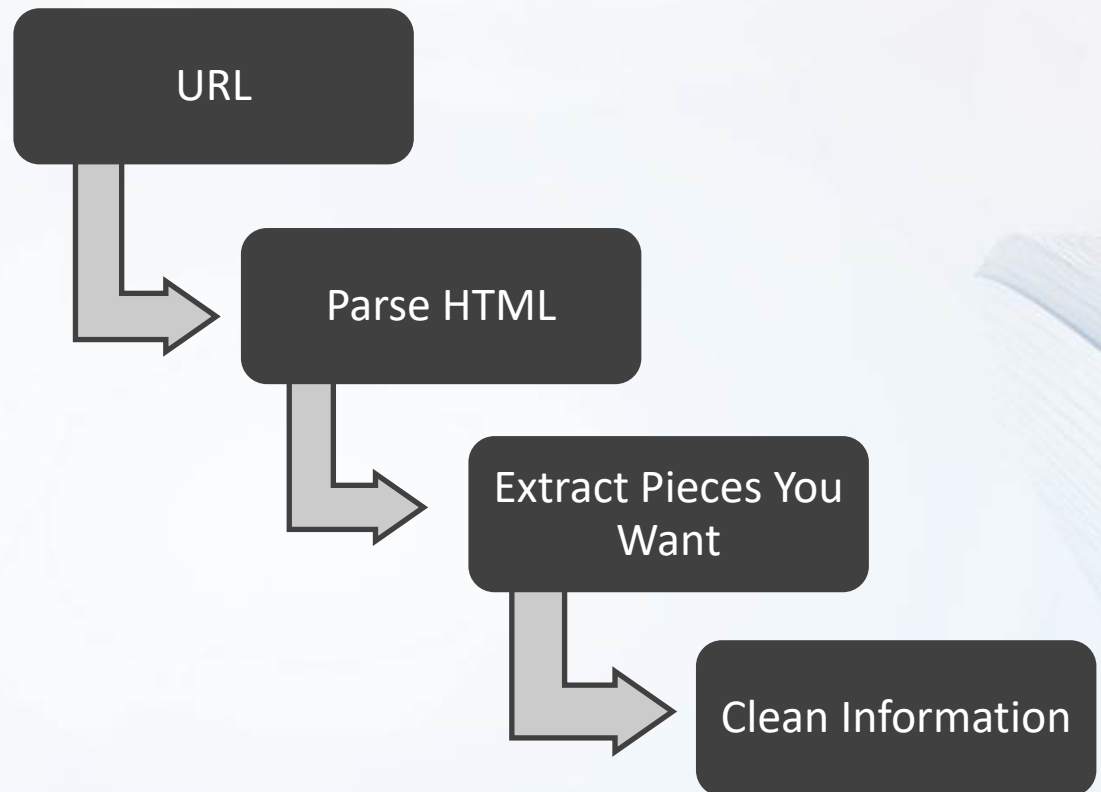 URL
Parse HTML
Extract Pieces You
Want
Clean Information